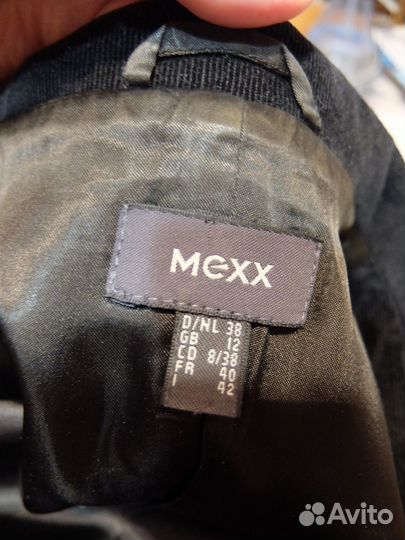 MEXX
D/NL 38
GB 12
CD 8/38
FR 40
I 42
Avito